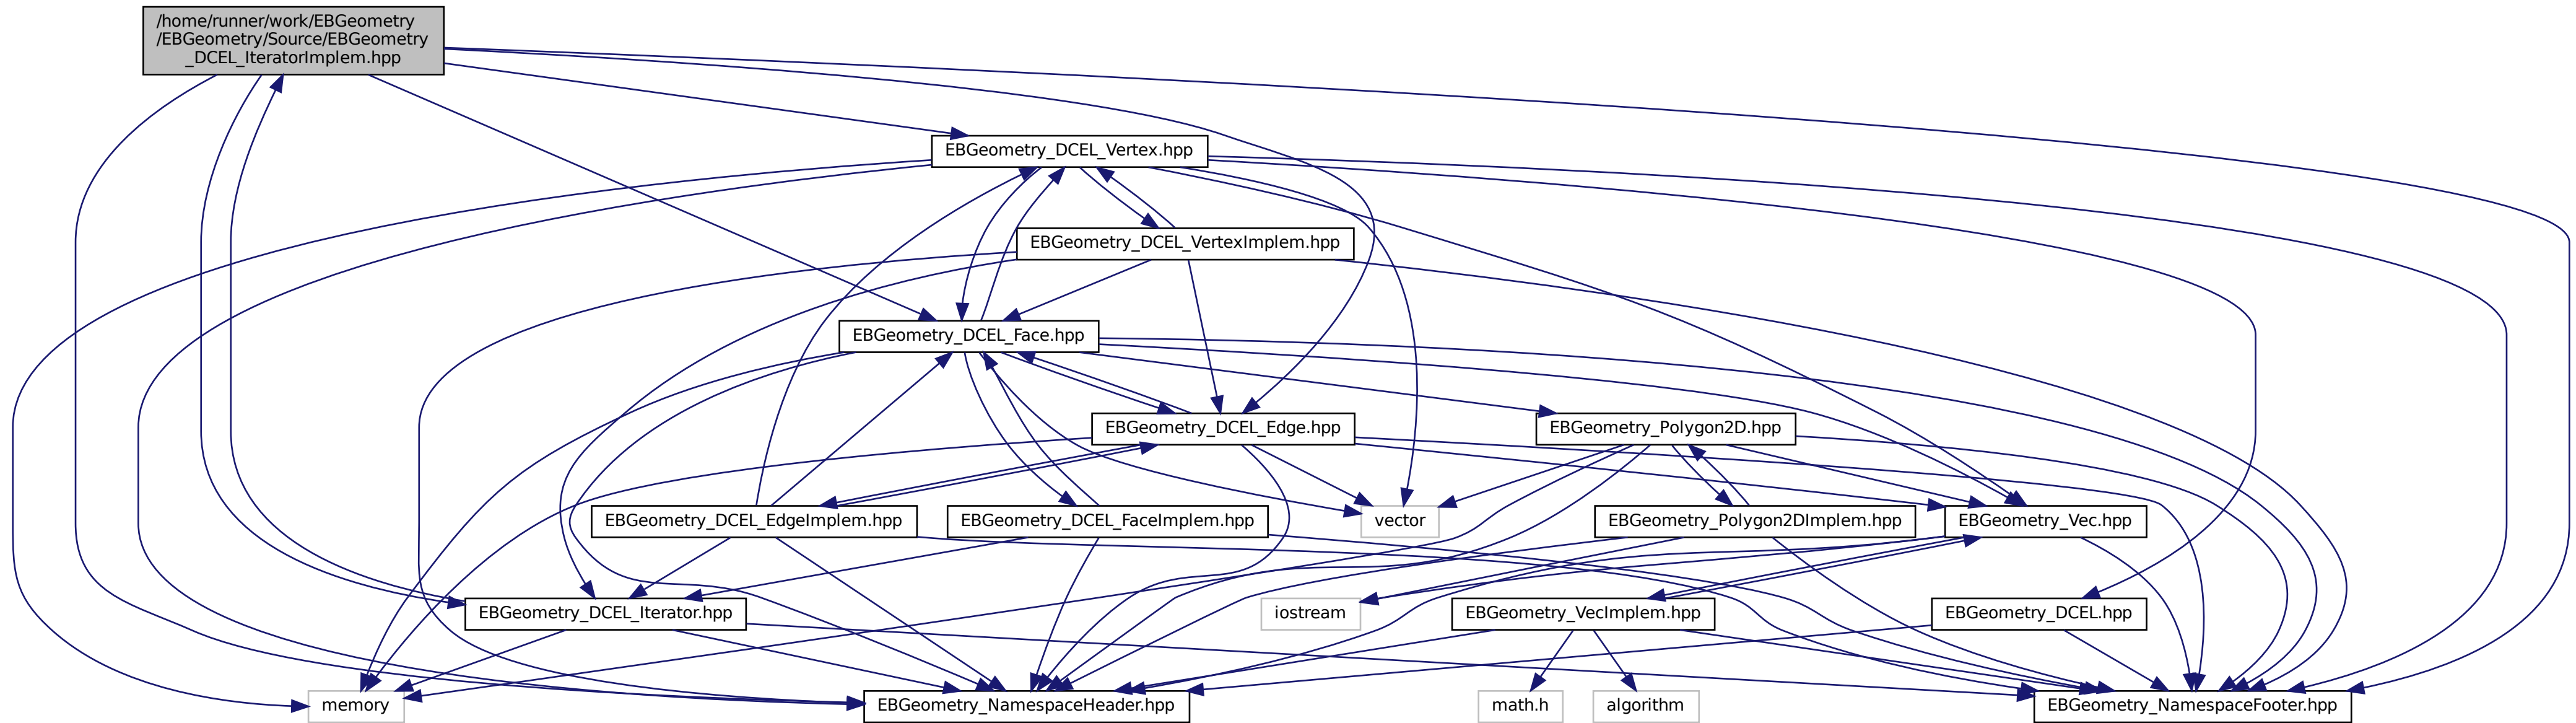 /home/runner/work/EBGeometry
/EBGeometry/Source/EBGeometry
_DCEL_IteratorImplem.hpp
EBGeometry_DCEL_Vertex.hpp
EBGeometry_DCEL_VertexImplem.hpp
EBGeometry_DCEL_Face.hpp
EBGeometry_DCEL_Edge.hpp
EBGeometry_Polygon2D.hpp
EBGeometry_DCEL_EdgeImplem.hpp
EBGeometry_DCEL_FaceImplem.hpp
vector
EBGeometry_Polygon2DImplem.hpp
EBGeometry_Vec.hpp
EBGeometry_DCEL_Iterator.hpp
iostream
EBGeometry_VecImplem.hpp
EBGeometry_DCEL.hpp
memory
EBGeometry_NamespaceHeader.hpp
math.h
algorithm
EBGeometry_NamespaceFooter.hpp